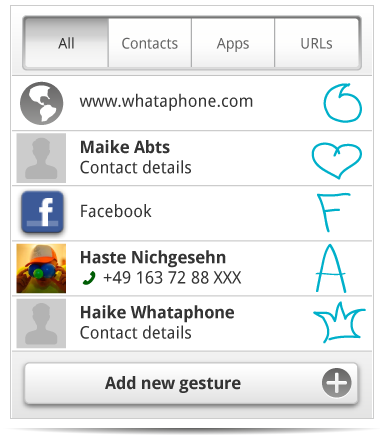 All
Contacts
Apps
URLs
www.whataphone.com
Maike Abts
Contact details
f
Facebook
F
Haste Nichgesehn
+49 163 72 88 XXX
A
Haike Whataphone
Contact details
Add new gesture